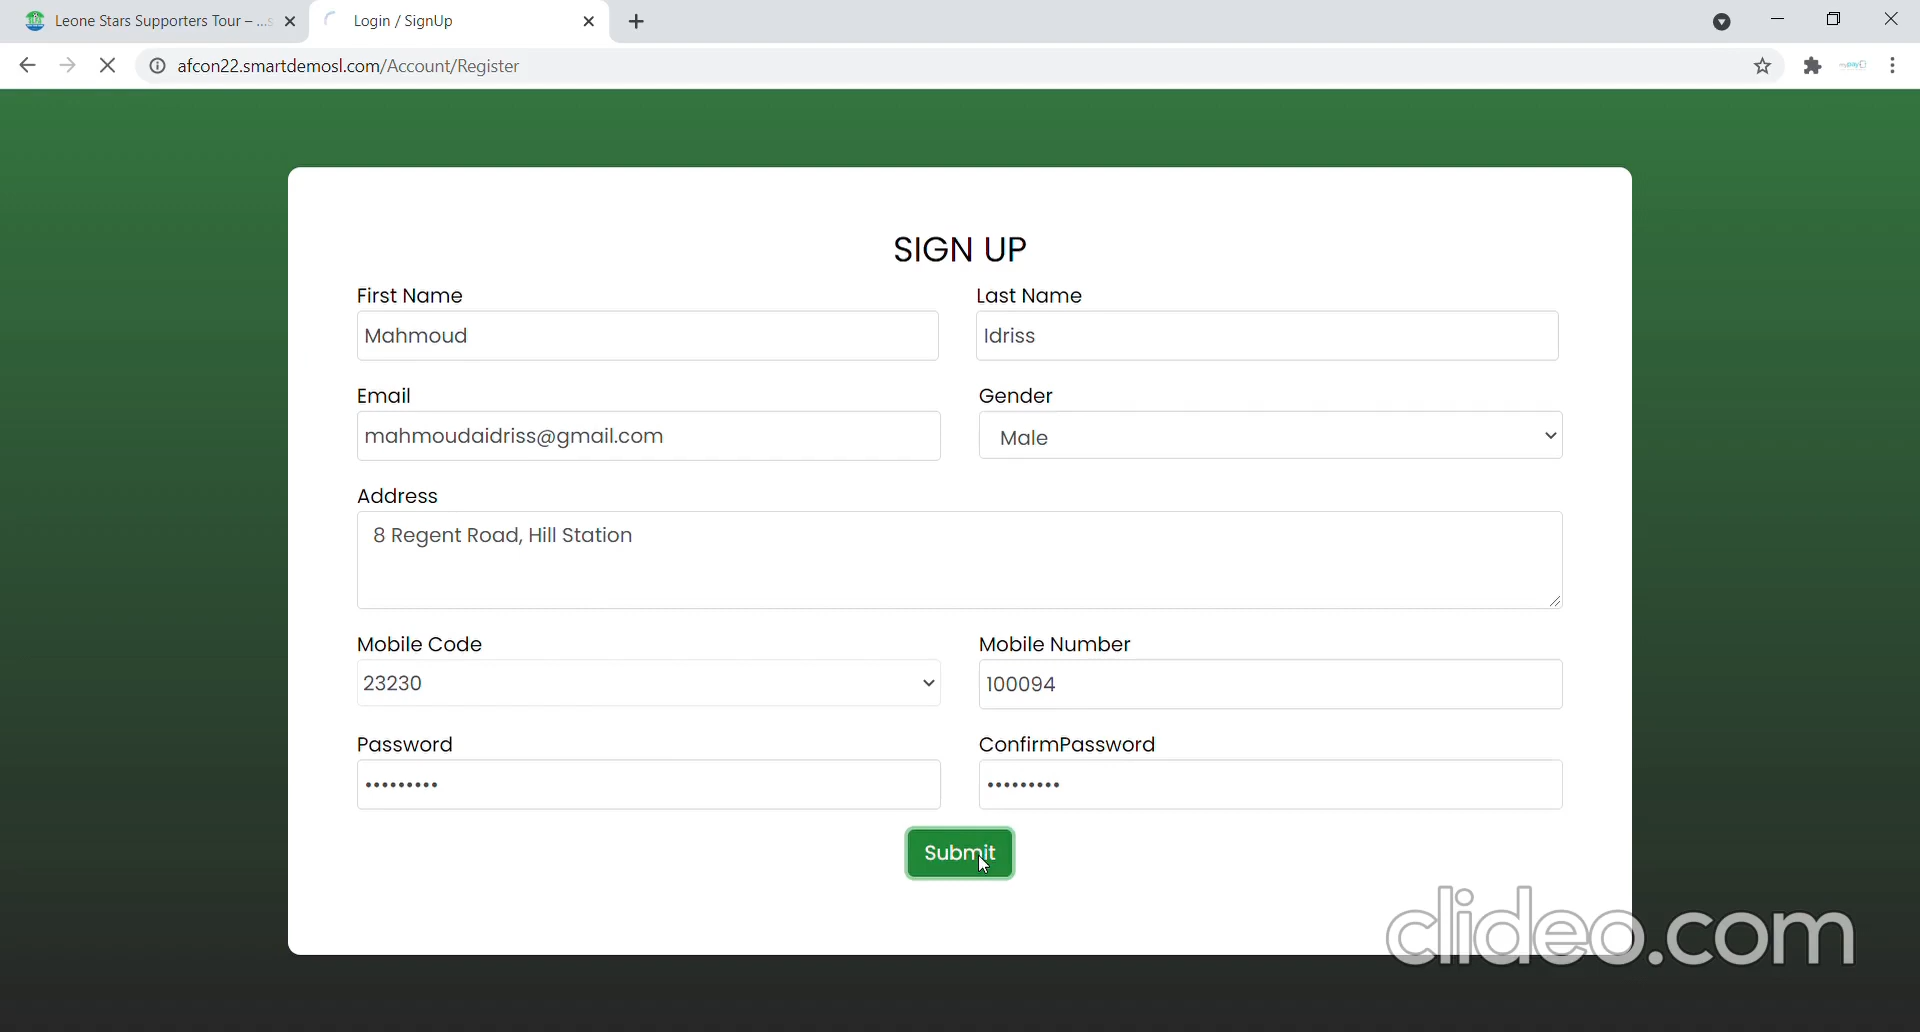 Leone Stars Supporters Tour – ...s
Login / SignUp
afcon22.smartdemosl.com/Account/Register
SIGN UP
First Name
Last Name
Mahmoud
Idriss
Email
Gender
mahmoudaidriss@gmail.com
Male
Address
8 Regent Road, Hill Station
Mobile Code
Mobile Number
23230
100094
Password
ConfirmPassword
•••••••••
•••••••••
Submit
clideo.com